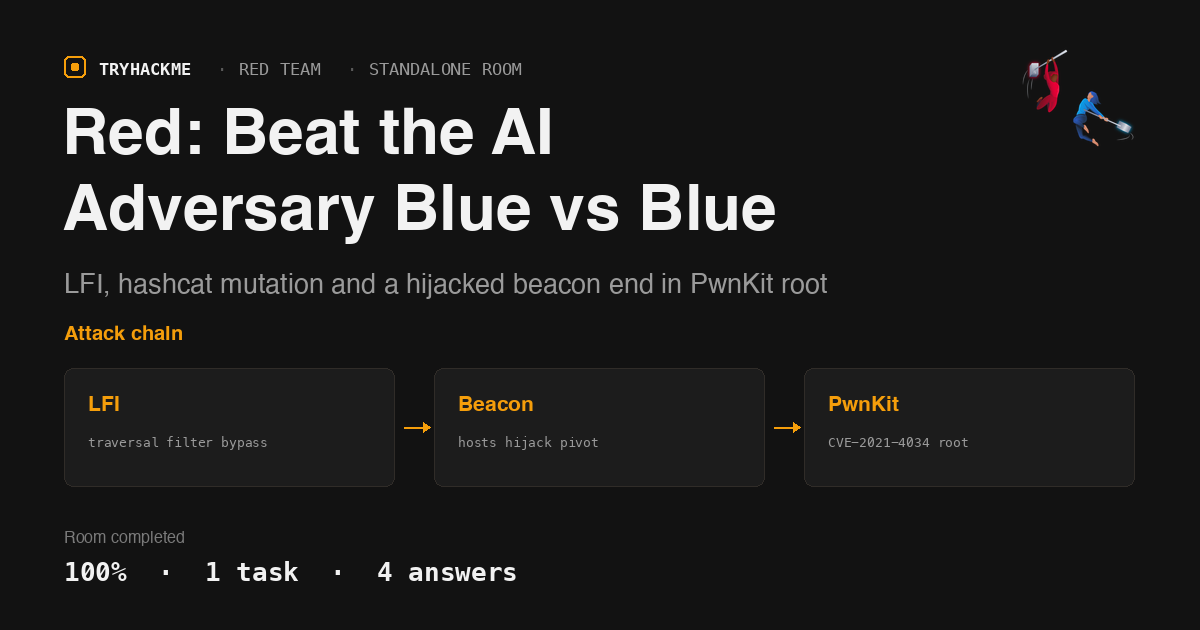 TRYHACKME · RED TEAM · STANDALONE ROOM
Red: Beat the AI
Adversary Blue vs Blue
LFI, hashcat mutation and a hijacked beacon end in PwnKit root
Attack chain
LFI
traversal filter bypass
Beacon
hosts hijack pivot
PwnKit
CVE−2021−4034 root
Room completed
100% · 1 task · 4 answers